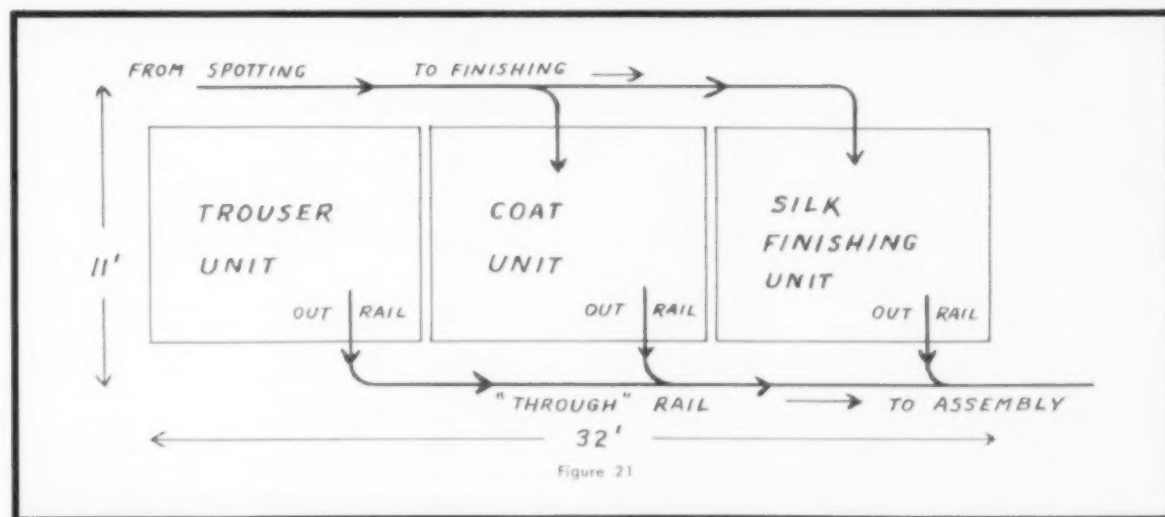 FROM SPOTTING TO FINISHING
11'
TROUSER
UNIT
OUT RAIL
COAT
UNIT
OUT RAIL
SILK
FINISHING
UNIT
OUT RAIL
"THROUGH" RAIL
TO ASSEMBLY
32'
Figure 21